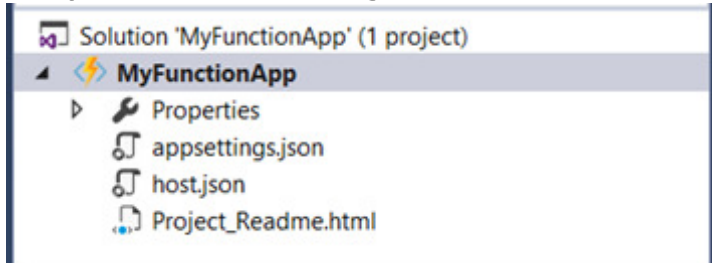 Solution 'MyFunctionApp' (1 project)
MyFunctionApp
Properties
appsettings.json
host.json
Project_Readme.html